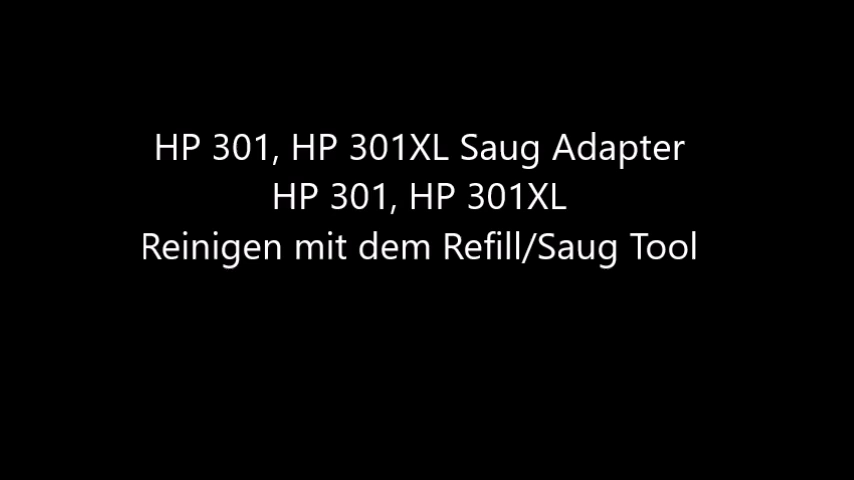 HP 301, HP 301XL Saug Adapter
HP 301, HP 301XL
Reinigen mit dem Refill/Saug Tool